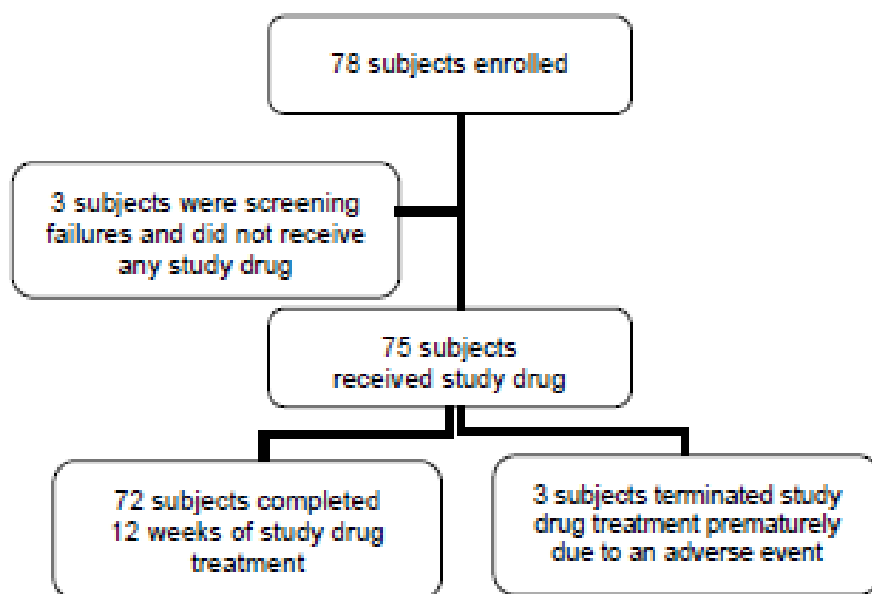 78 subjects enrolled
3 subjects were screening
failures and did not receive
any study drug
75 subjects
received study drug
72 subjects completed
12 weeks of study drug
treatment
3 subjects terminated study
drug treatment prematurely
due to an adverse event